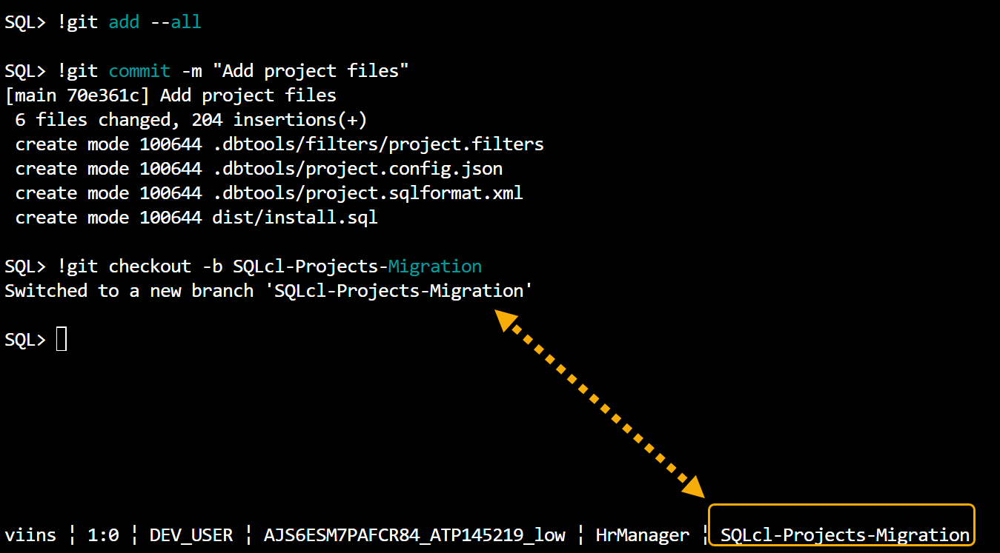 SQL> !git add --all
SQL> !git commit -m "Add project files"
[main 70e361c] Add project files
6 files changed, 204 insertions(+)
create mode 100644 .dbtools/filters/project.filters
create mode 100644 .dbtools/project.config.json
create mode 100644 .dbtools/project.sqlformat.xml
create mode 100644 dist/install.sql
SQL> !git checkout -b SQLcl-Projects-Migration
Switched to a new branch 'SQLcl-Projects-Migration'
SQL>
viins ¦ 1:0 ¦ DEV_USER ¦ AJS6ESM7PAFCR84_ATP145219_low ¦ HrManager ¦ SQLcl-Projects-Migration